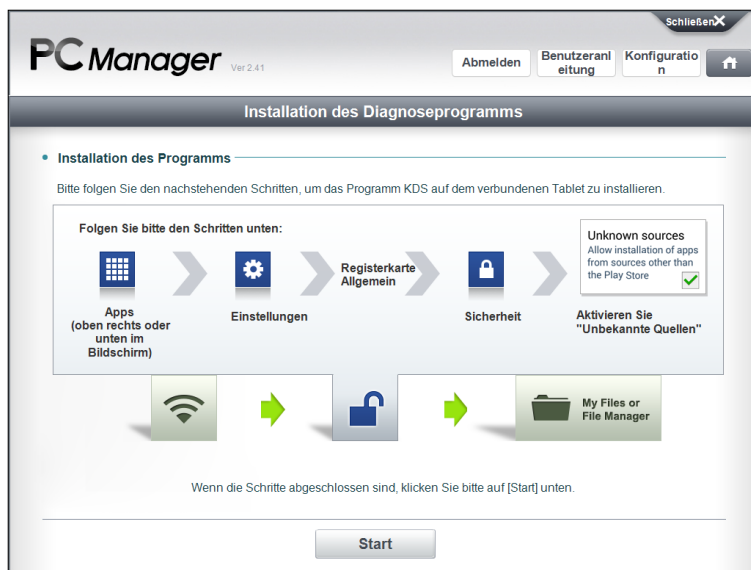 Schließen X
PC Manager Ver 2.41
Abmelden
Benutzeranl
eitung
Konfiguratio
n
Installation des Diagnoseprogramms
Installation des Programms
Bitte folgen Sie den nachstehenden Schritten, um das Programm KDS auf dem verbundenen Tablet zu installieren.
Folgen Sie bitte den Schritten unten:
Apps
(oben rechts oder
unten im
Bildschirm)
Einstellungen
Registerkarte
Allgemein
Sicherheit
Unknown sources
Allow installation of apps
from sources other than
the Play Store
Aktivieren Sie
"Unbekannte Quellen"
My Files or
File Manager
Wenn die Schritte abgeschlossen sind, klicken Sie bitte auf [Start] unten.
Start